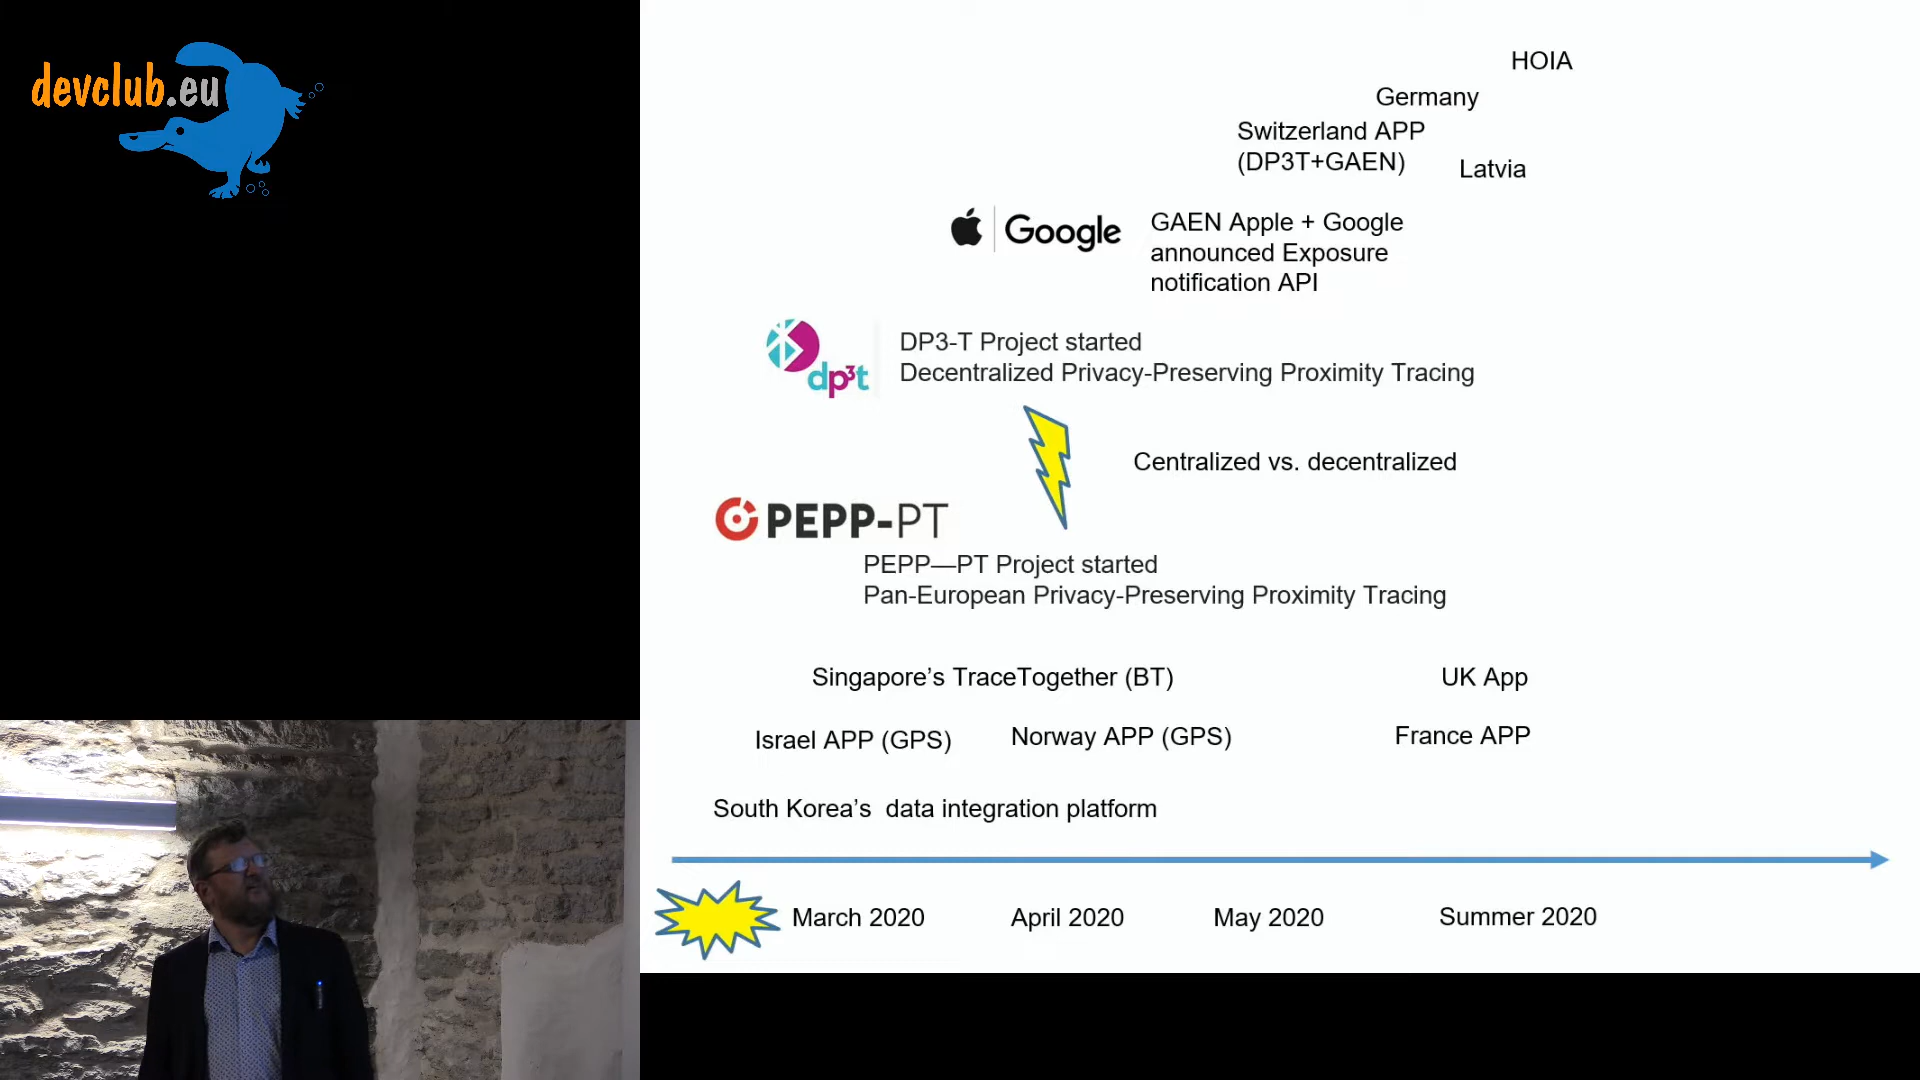 devclub.eu
HOIA
Germany
Switzerland APP
(DP3T+GAEN)
Latvia
Google
GAEN Apple + Google
announced Exposure
notification API
dp3t
DP3-T Project started
Decentralized Privacy-Preserving Proximity Tracing
Centralized vs. decentralized
PEPP-PT
PEPP—PT Project started
Pan-European Privacy-Preserving Proximity Tracing
Singapore’s TraceTogether (BT)
UK App
Israel APP (GPS)
Norway APP (GPS)
France APP
South Korea’s  data integration platform
March 2020
April 2020
May 2020
Summer 2020